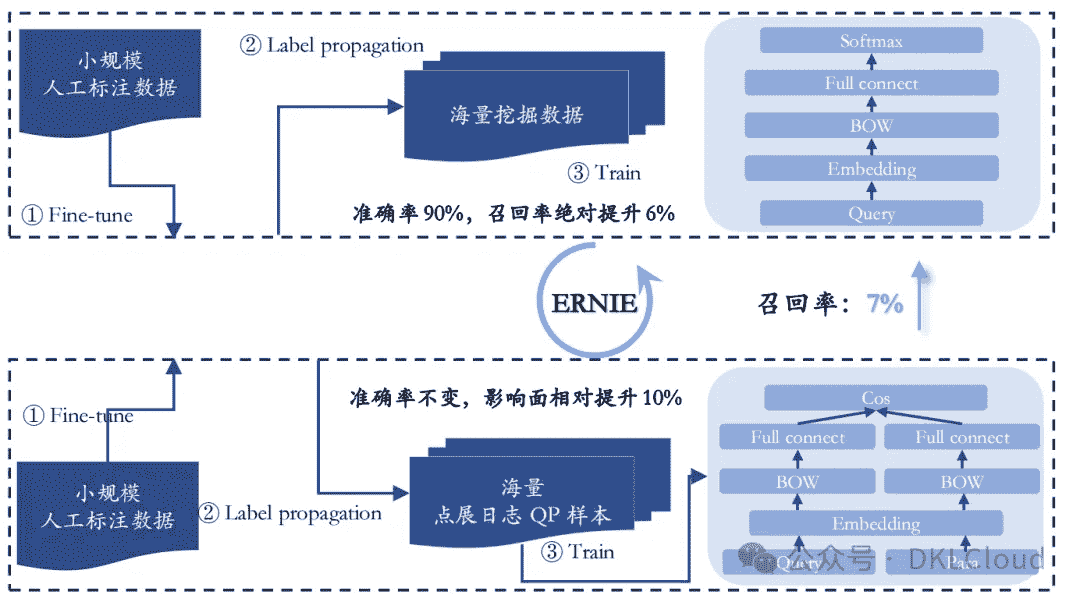 小规模
人工标注数据
① Fine-tune
② Label propagation
海量挖掘数据
③ Train
准确率 90%，召回率绝对提升 6%
Softmax
Full connect
BOW
Embedding
Query
ERNIE
召回率：7%
① Fine-tune
小规模
人工标注数据
② Label propagation
准确率不变，影响面相对提升 10%
海量
点展日志 QP 样本
③ Train
Cos
Full connect Full connect
BOW BOW
Embedding
Query Para
公众号 · DKLCloud